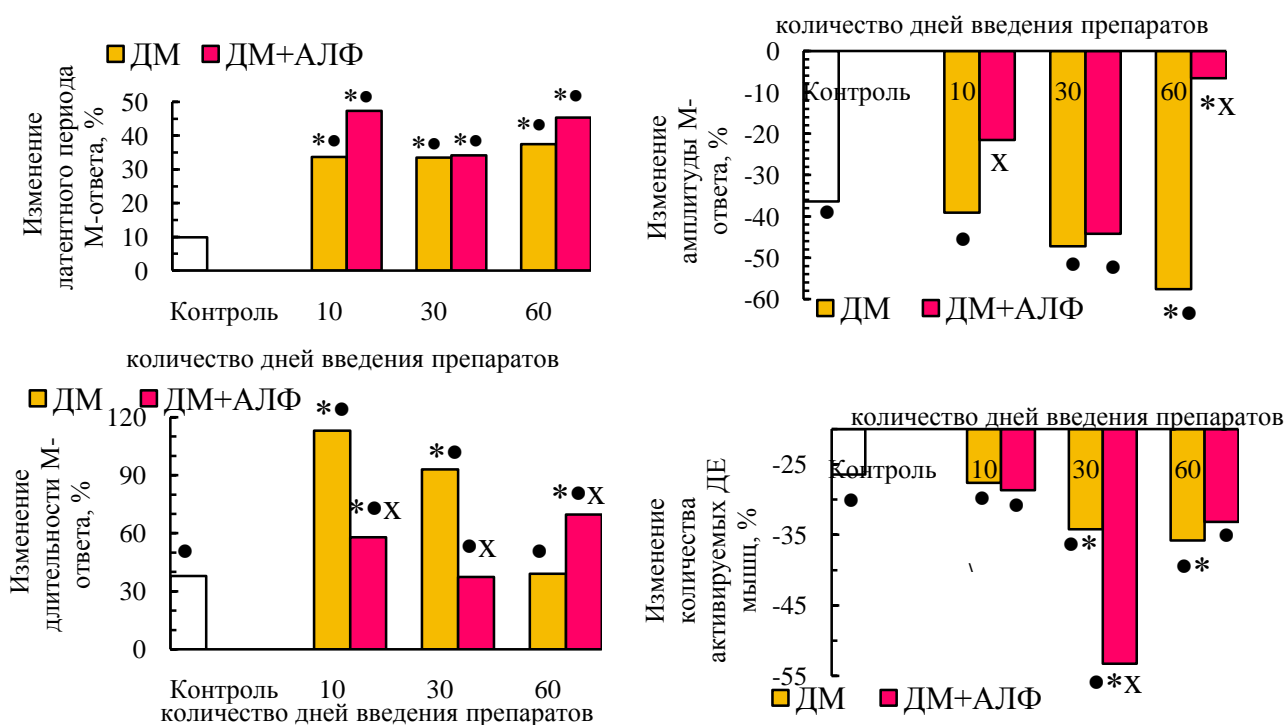 ДМ ДМ+АЛФ
Изменение
латентного периода
М-ответа, %
50
40
30
20
10
0
*●
*●
*●
*●
*●
*●
Контроль 10 30 60
количество дней введения препаратов
количество дней введения препаратов
Изменение
амплитуды М-
ответа, %
0
-10
-20
-30
-40
-50
-60
Контроль 10 30 60
●
●
х
●
●
*●
*х
ДМ ДМ+АЛФ
ДМ ДМ+АЛФ
Изменение
длительности М-
ответа, %
120
90
60
30
0
●
*●
*●х
*●
●х
●
*●х
Контроль 10 30 60
количество дней введения препаратов
количество дней введения препаратов
Изменение
количества
активируемых ДЕ
мышц, %
-25
-35
-45
-55
Контроль 10 30 60
●
●
●
●*
●*х
●*
●
\
ДМ ДМ+АЛФ